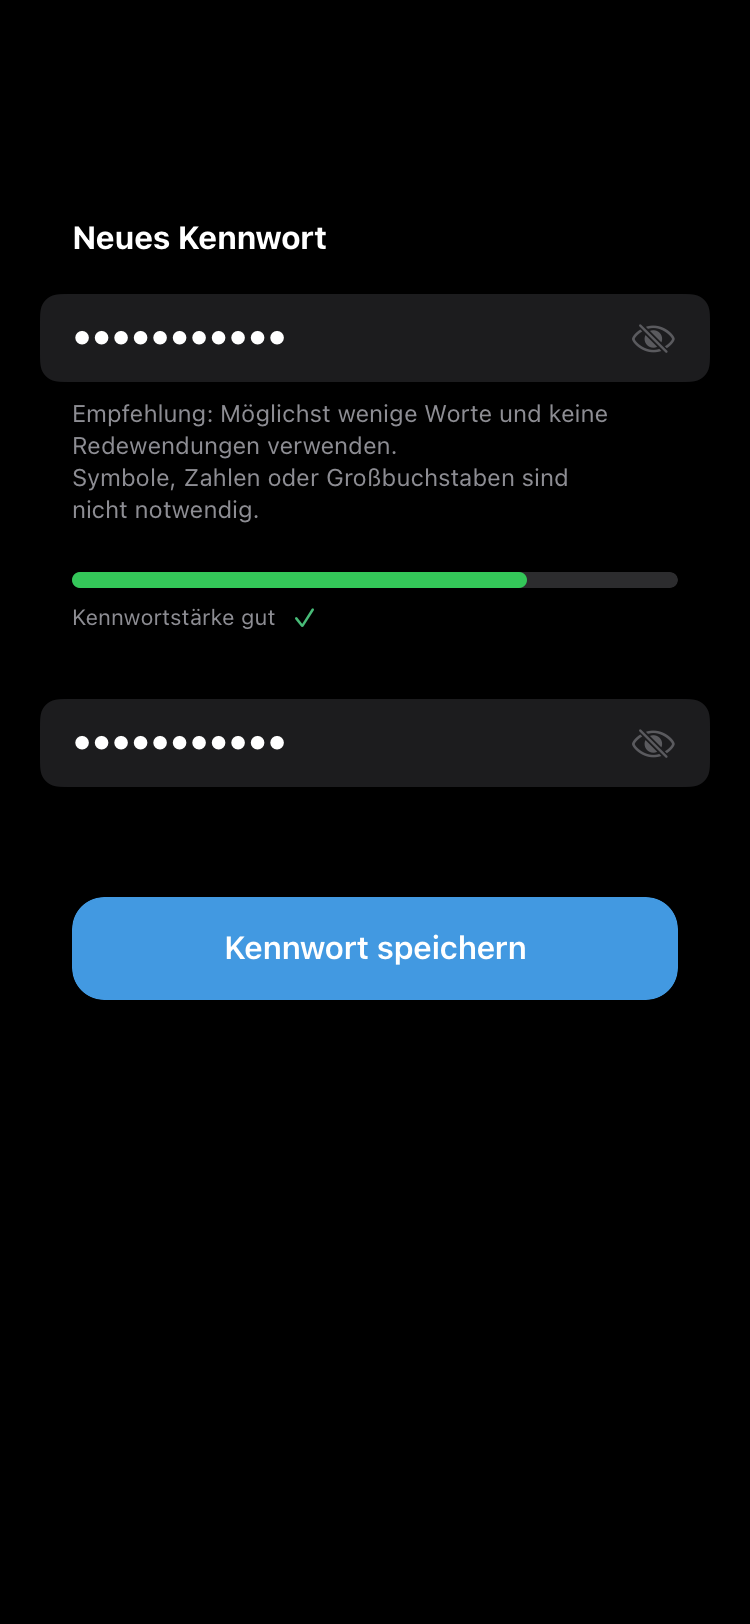 Neues Kennwort
•••••••••••
Empfehlung: Möglichst wenige Worte und keine
Redewendungen verwenden.
Symbole, Zahlen oder Großbuchstaben sind
nicht notwendig.
Kennwortstärke gut ✓
•••••••••••
Kennwort speichern